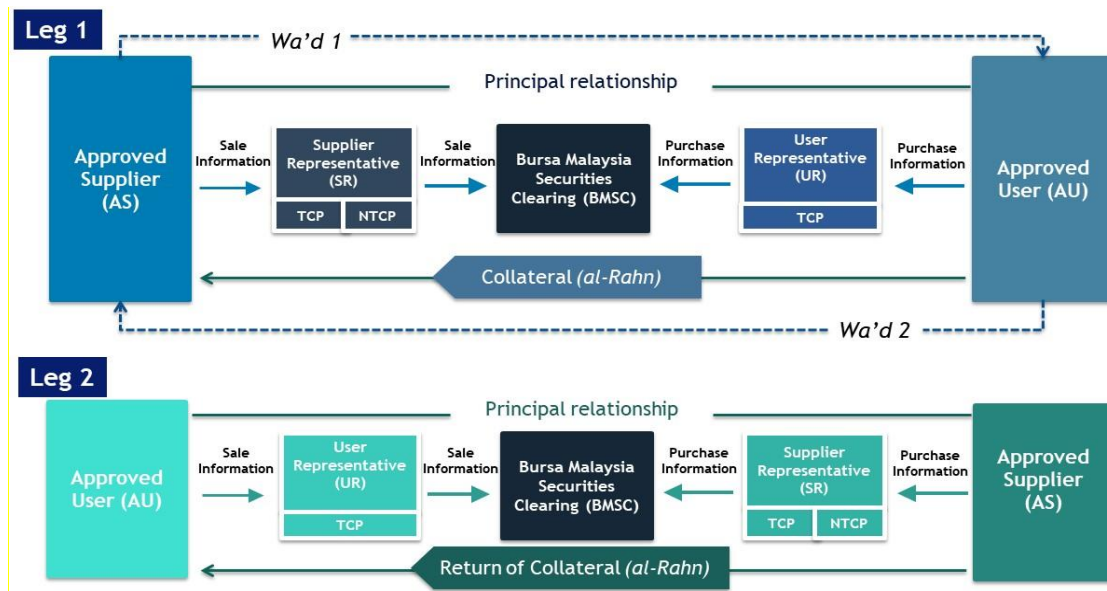 Leg 1
Wa'd 1
Principal relationship
Approved
Supplier
(AS)
Sale
Information
Supplier
Representative
(SR)
TCP
NTCP
Sale
Information
Bursa Malaysia
Securities
Clearing (BMSC)
Purchase
Information
User
Representative
(UR)
TCP
Purchase
Information
Approved
User (AU)
Collateral (al-Rahn)
Wa'd 2
Leg 2
Principal relationship
Approved
User (AU)
Sale
Information
User
Representative
(UR)
TCP
Sale
Information
Bursa Malaysia
Securities
Clearing (BMSC)
Purchase
Information
Supplier
Representative
(SR)
TCP
NTCP
Purchase
Information
Approved
Supplier
(AS)
Return of Collateral (al-Rahn)